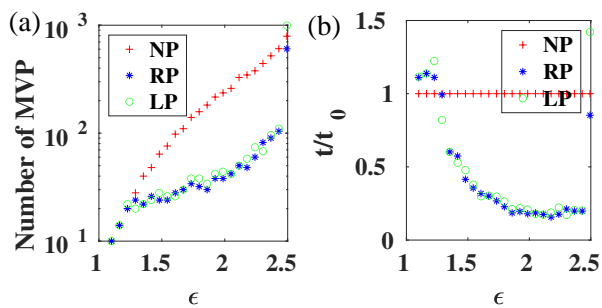 (a)
Number of MVP
10^3
10^2
10^1
NP
RP
LP
1 1.5 2 2.5
ϵ
(b)
t/t_0
1.5
1
0.5
0
NP
RP
LP
1 1.5 2 2.5
ϵ